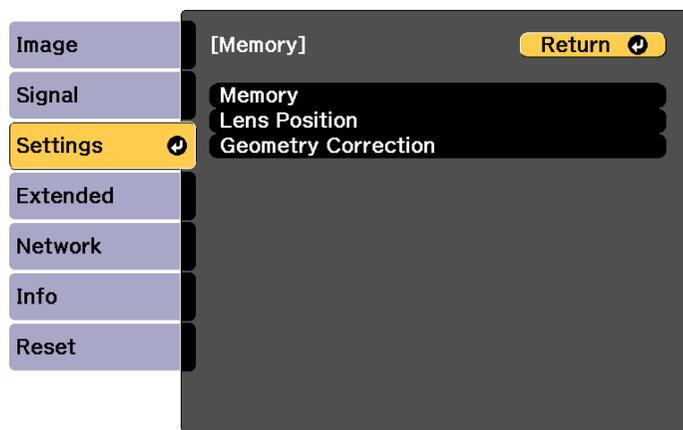 Image
Signal
Settings
Extended
Network
Info
Reset
[Memory]
Return
Memory
Lens Position
Geometry Correction